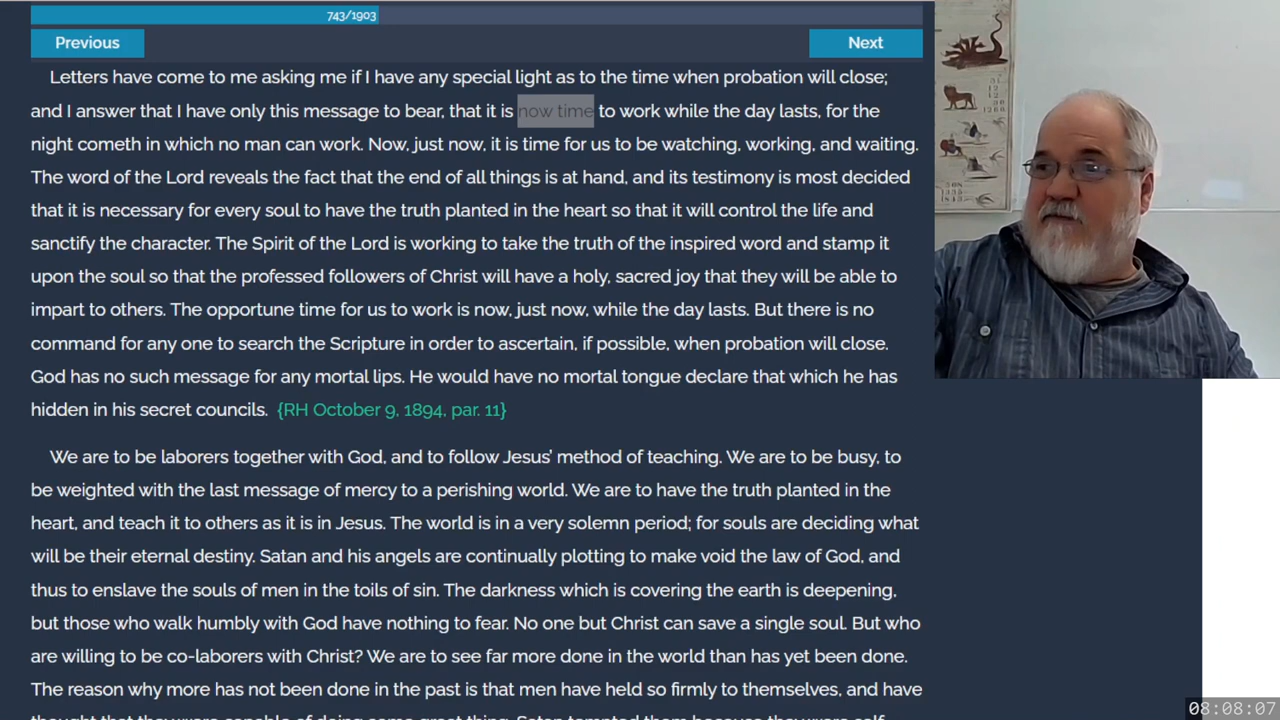 743/1903
Previous
Next
Letters have come to me asking me if I have any special light as to the time when probation will close;
and I answer that I have only this message to bear, that it is now time to work while the day lasts, for the
night cometh in which no man can work. Now, just now, it is time for us to be watching, working, and waiting.
The word of the Lord reveals the fact that the end of all things is at hand, and its testimony is most decided
that it is necessary for every soul to have the truth planted in the heart so that it will control the life and
sanctify the character. The Spirit of the Lord is working to take the truth of the inspired word and stamp it
upon the soul so that the professed followers of Christ will have a holy, sacred joy that they will be able to
impart to others. The opportune time for us to work is now, just now, while the day lasts. But there is no
command for any one to search the Scripture in order to ascertain, if possible, when probation will close.
God has no such message for any mortal lips. He would have no mortal tongue declare that which he has
hidden in his secret councils. {RH October 9, 1894, par. 11}
We are to be laborers together with God, and to follow Jesus’ method of teaching. We are to be busy, to
be weighted with the last message of mercy to a perishing world. We are to have the truth planted in the
heart, and teach it to others as it is in Jesus. The world is in a very solemn period; for souls are deciding what
will be their eternal destiny. Satan and his angels are continually plotting to make void the law of God, and
thus to enslave the souls of men in the toils of sin. The darkness which is covering the earth is deepening,
but those who walk humbly with God have nothing to fear. No one but Christ can save a single soul. But who
are willing to be co-laborers with Christ? We are to see far more done in the world than has yet been done.
The reason why more has not been done in the past is that men have held so firmly to themselves, and have
08:08:07